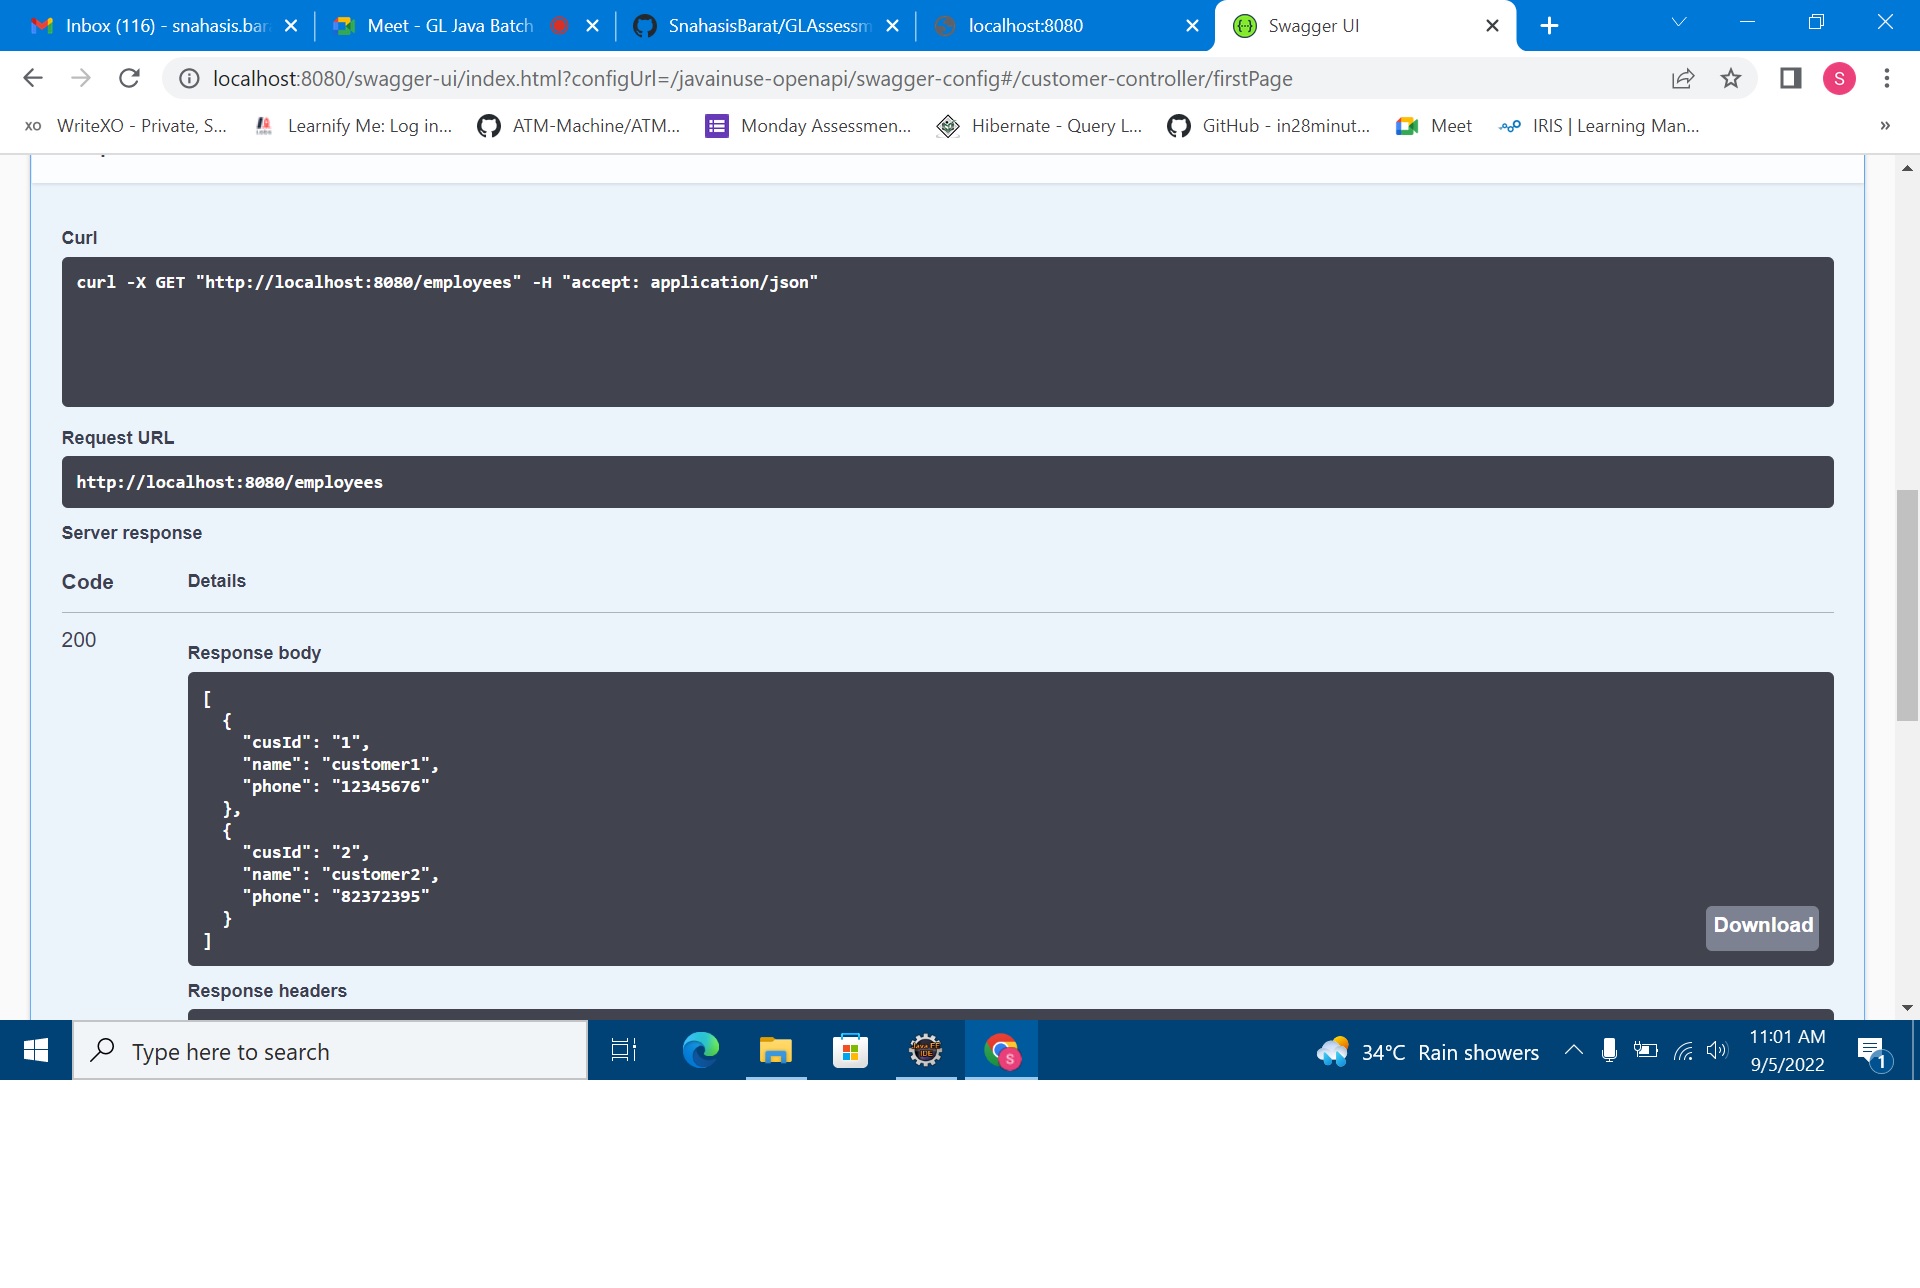 Inbox (116) - snahasis.bar
Meet - GL Java Batch
SnahasisBarat/GLAssessm
localhost:8080
Swagger UI
localhost:8080/swagger-ui/index.html?configUrl=/javainuse-openapi/swagger-config#/customer-controller/firstPage
S
XO WriteXO - Private, S...
Learnify Me: Log in...
ATM-Machine/ATM...
Monday Assessmen...
Hibernate - Query L...
GitHub - in28minut...
Meet
IRIS | Learning Man...
»
Curl
curl -X GET "http://localhost:8080/employees" -H "accept: application/json"
Request URL
http://localhost:8080/employees
Server response
Code Details
200
Response body
[
{
"cusId": "1",
"name": "customer1",
"phone": "12345676"
},
{
"cusId": "2",
"name": "customer2",
"phone": "82372395"
}
]
Download
Response headers
Type here to search
34°C Rain showers
11:01 AM
9/5/2022
1